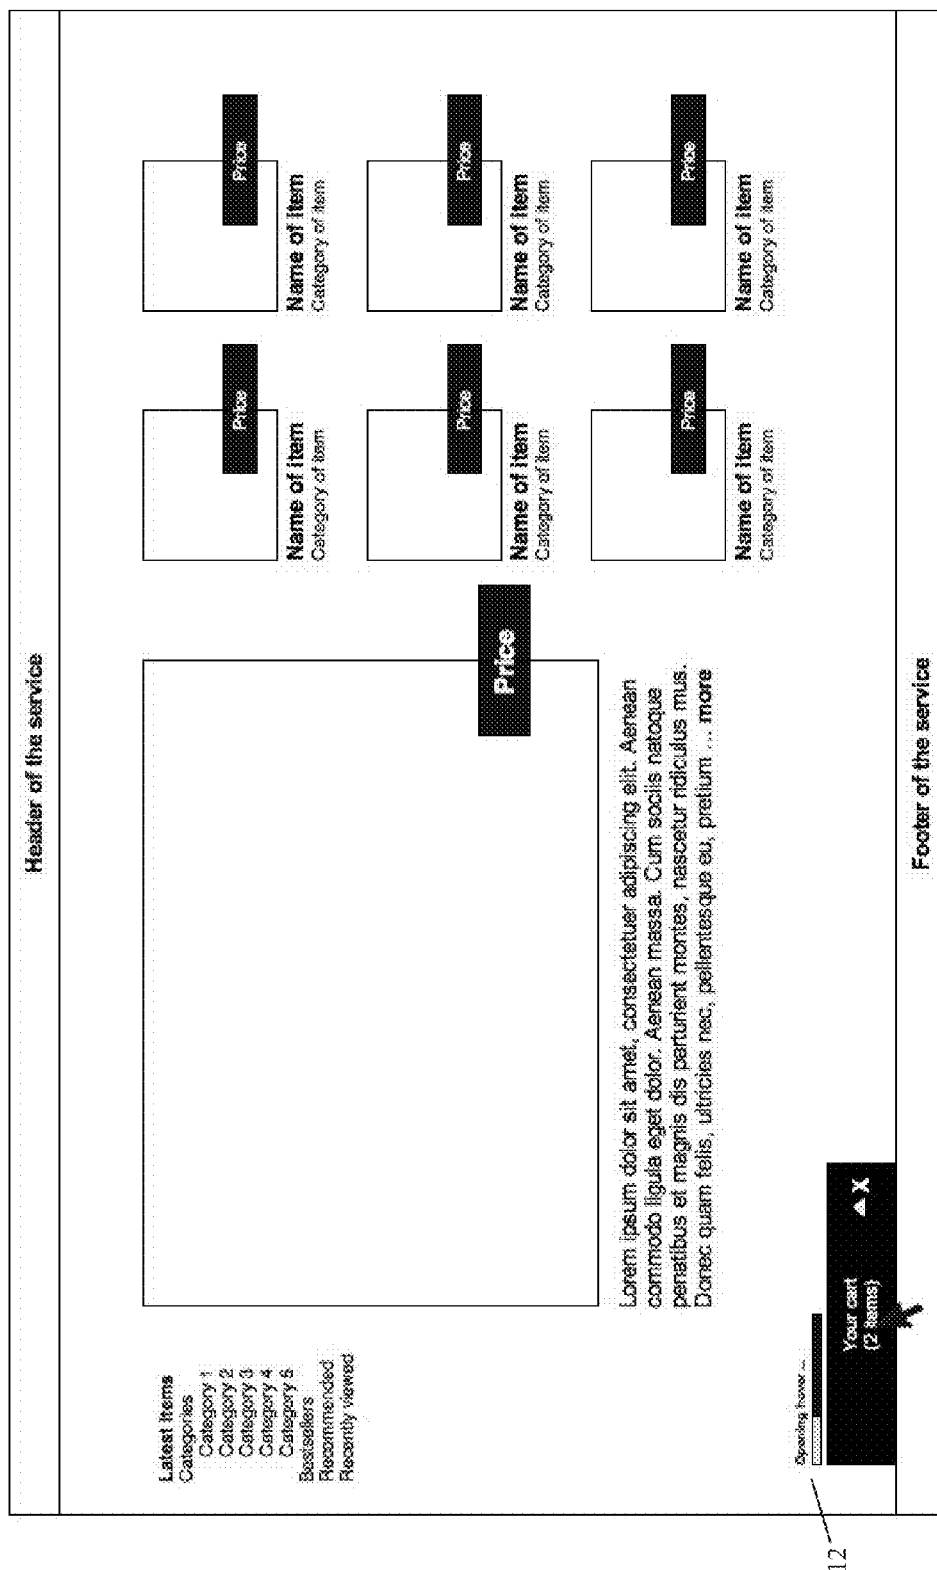 Header of the service
Latest items
Categories
Category 1
Category 2
Category 3
Category 4
Category 5
Bestsellers
Recommended
Recently viewed
Price
Lorem ipsum dolor sit amet, consectetuer adipiscing elit. Aenean
commodo ligula eget dolor. Aenean massa. Cum sociis natoque
penatibus et magnis dis parturient montes, nascetur ridiculus mus.
Donec quam felis, ultricies nec, pellentesque eu, pretium ... more
Price
Name of item
Category of item
Price
Name of item
Category of item
Price
Name of item
Category of item
Price
Name of item
Category of item
Price
Name of item
Category of item
Price
Name of item
Category of item
Opening hover ...
Your cart
(2 items)
X
12
Footer of the service